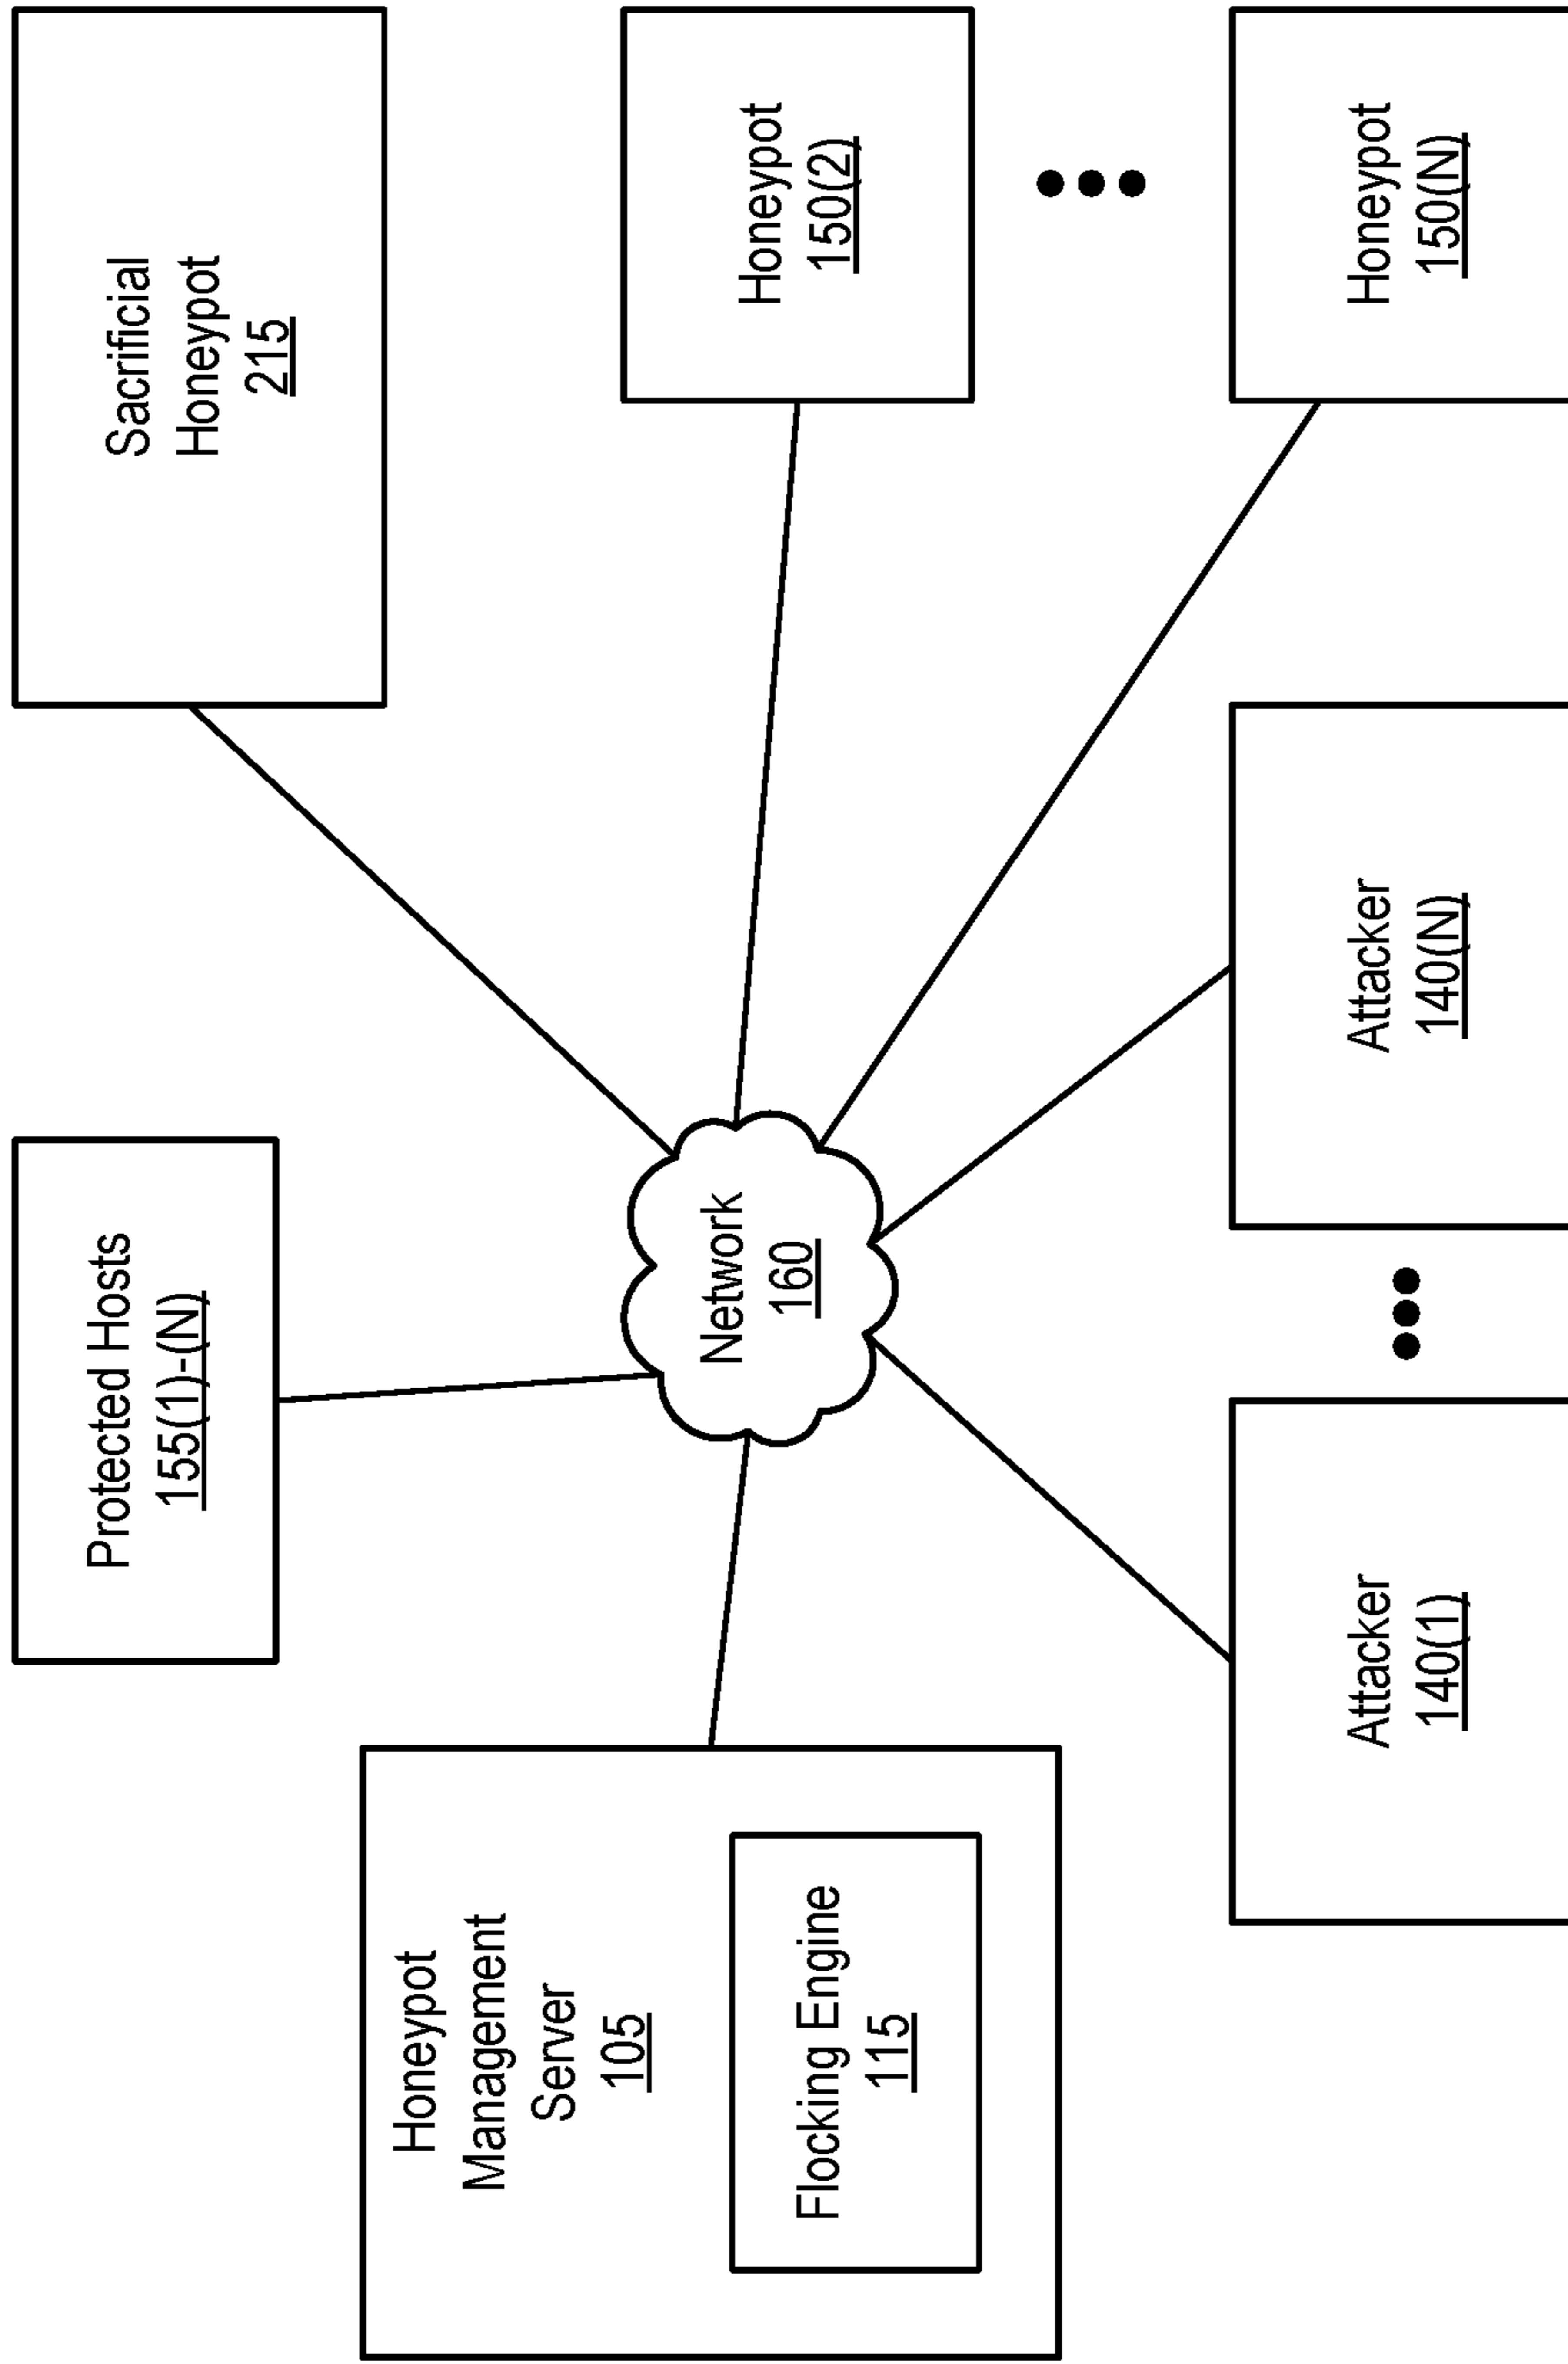 Protected Hosts
155(1)-(N)
Sacrificial
Honeypot
215
Honeypot
Management
Server
105
Flocking Engine
115
Network
160
Honeypot
150(2)
Attacker
140(1)
Attacker
140(N)
Honeypot
150(N)